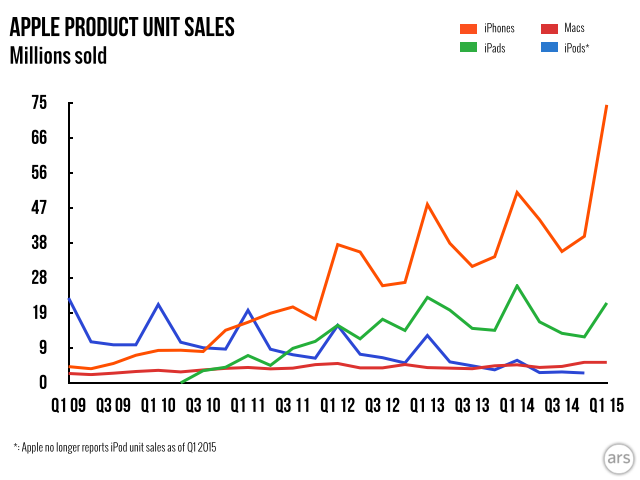 APPLE PRODUCT UNIT SALES
Millions sold
iPhones
Macs
iPads
iPods*
75
66
56
47
38
28
19
9
0
Q1 09 Q3 09 Q1 10 Q3 10 Q1 11 Q3 11 Q1 12 Q3 12 Q1 13 Q3 13 Q1 14 Q3 14 Q1 15
*: Apple no longer reports iPod unit sales as of Q1 2015
ars